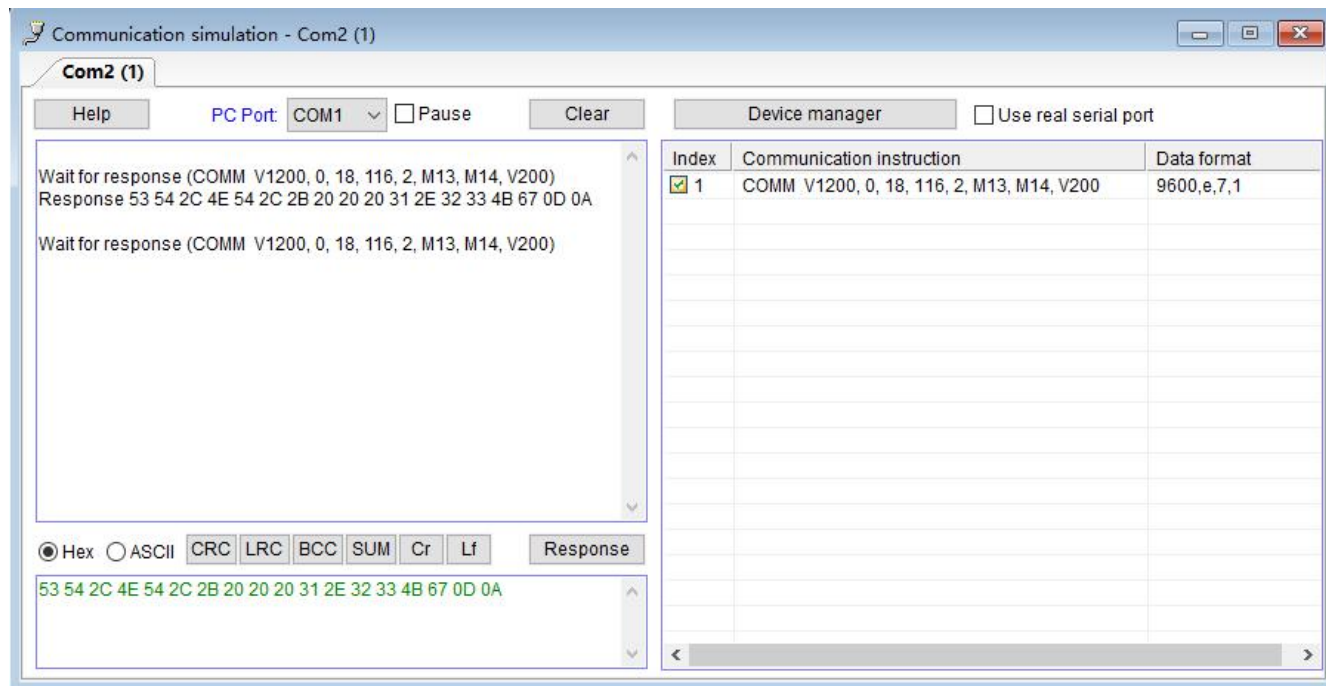 Communication simulation - Com2 (1)
Com2 (1)
Help PC Port: COM1 Pause Clear Device manager Use real serial port
Wait for response (COMM V1200, 0, 18, 116, 2, M13, M14, V200)
Response 53 54 2C 4E 54 2C 2B 20 20 20 31 2E 32 33 4B 67 0D 0A
Wait for response (COMM V1200, 0, 18, 116, 2, M13, M14, V200)
Index Communication instruction Data format
1 COMM V1200, 0, 18, 116, 2, M13, M14, V200 9600,e,7,1
Hex ASCII CRC LRC BCC SUM Cr Lf Response
53 54 2C 4E 54 2C 2B 20 20 20 31 2E 32 33 4B 67 0D 0A